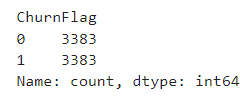 ChurnFlag
0    3383
1    3383
Name: count, dtype: int64